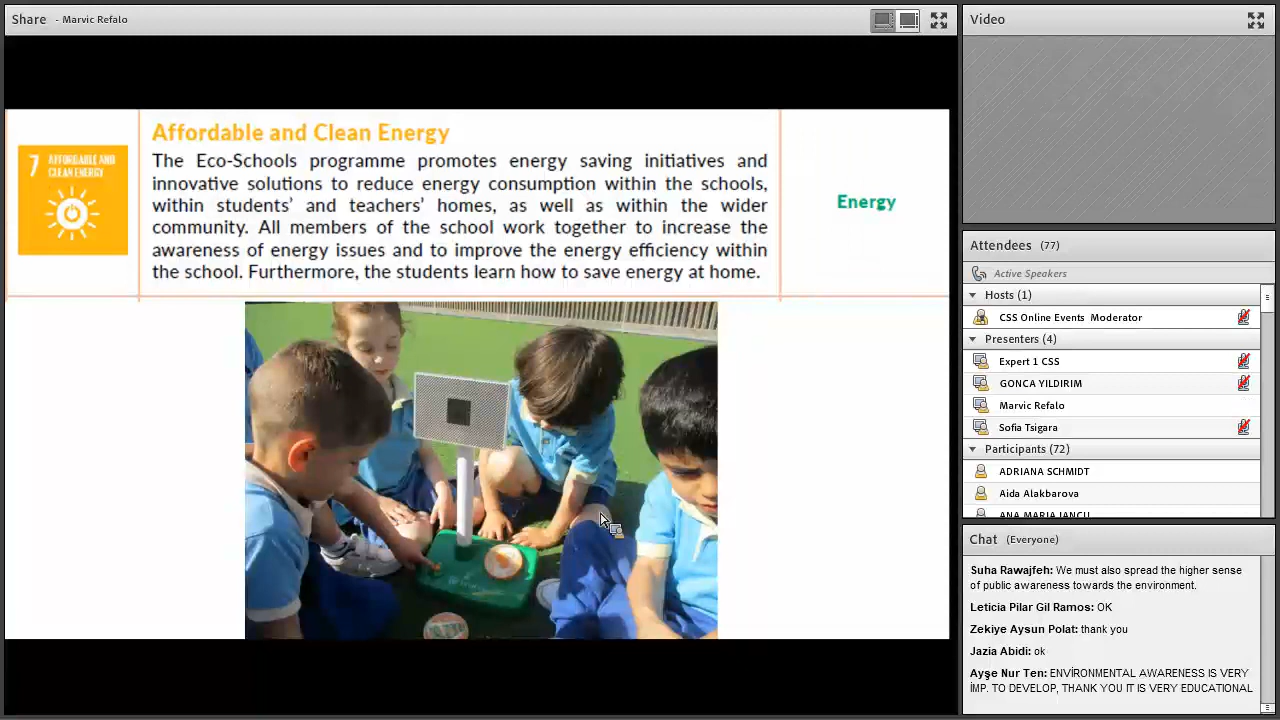 Share - Marvic Refalo
7 AFFORDABLE AND
CLEAN ENERGY
Affordable and Clean Energy
The Eco-Schools programme promotes energy saving initiatives and
innovative solutions to reduce energy consumption within the schools,
within students’ and teachers’ homes, as well as within the wider
community. All members of the school work together to increase the
awareness of energy issues and to improve the energy efficiency within
the school. Furthermore, the students learn how to save energy at home.
Energy
Video
Attendees (77)
Active Speakers
Hosts (1)
CSS Online Events Moderator
Presenters (4)
Expert 1 CSS
GONCA YILDIRIM
Marvic Refalo
Sofia Tsigara
Participants (72)
ADRIANA SCHMIDT
Aida Alakbarova
ANA MARIA IANCU
Chat (Everyone)
Suha Rawajfeh: We must also spread the higher sense
of public awareness towards the environment.
Leticia Pilar Gil Ramos: OK
Zekiye Aysun Polat: thank you
Jazia Abidi: ok
Ayşe Nur Ten: ENVİRONMENTAL AWARENESS IS VERY
İMP. TO DEVELOP, THANK YOU IT IS VERY EDUCATIONAL